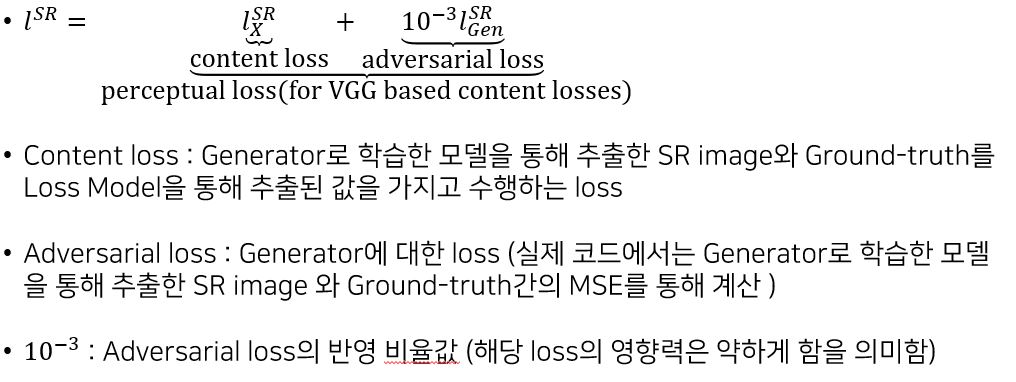 • l^{SR} = l_X^{SR} + 10^{-3} l_{Gen}^{SR}
content loss adversarial loss
perceptual loss(for VGG based content losses)
• Content loss : Generator로 학습한 모델을 통해 추출한 SR image와 Ground-truth를
Loss Model을 통해 추출된 값을 가지고 수행하는 loss
• Adversarial loss : Generator에 대한 loss (실제 코드에서는 Generator로 학습한 모델
을 통해 추출한 SR image 와 Ground-truth간의 MSE를 통해 계산 )
• 10^{-3} : Adversarial loss의 반영 비율값 (해당 loss의 영향력은 약하게 함을 의미함)